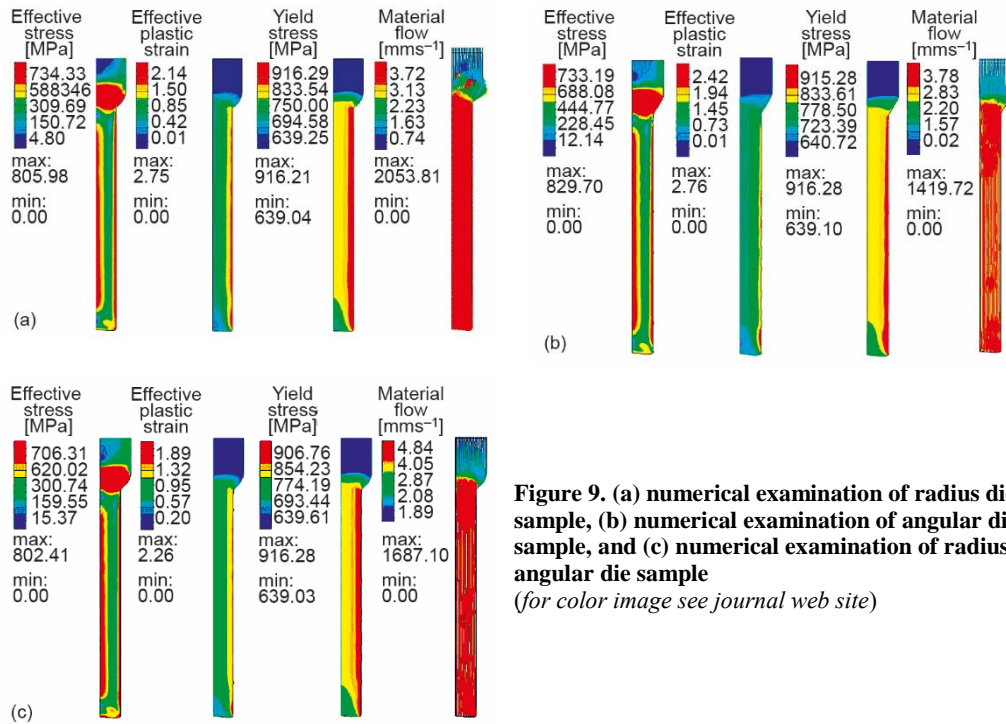 Effective Effective Yield Material
stress plastic stress flow
[MPa] strain [MPa] [mms⁻¹]
734.33 2.14 916.29 3.72
588346 1.50 833.54 3.13
309.69 0.85 750.00 2.23
150.72 0.42 694.58 1.63
4.80 0.01 639.25 0.74
max: max: max: max:
805.98 2.75 916.21 2053.81
min: min: min: min:
0.00 0.00 639.04 0.00
(a)
Effective Effective Yield Material
stress plastic stress flow
[MPa] strain [MPa] [mms⁻¹]
733.19 2.42 915.28 3.78
688.08 1.94 833.61 2.83
444.77 1.45 778.50 2.20
228.45 0.73 723.39 1.57
12.14 0.01 640.72 0.02
max: max: max: max:
829.70 2.76 916.28 1419.72
min: min: min: min:
0.00 0.00 639.10 0.00
(b)
Effective Effective Yield Material
stress plastic stress flow
[MPa] strain [MPa] [mms⁻¹]
706.31 1.89 906.76 4.84
620.02 1.32 854.23 4.05
300.74 0.95 774.19 2.87
159.55 0.57 693.44 2.08
15.37 0.20 639.61 1.89
max: max: max: max:
802.41 2.26 916.28 1687.10
min: min: min: min:
0.00 0.00 639.03 0.00
(c)
Figure 9. (a) numerical examination of radius di
sample, (b) numerical examination of angular di
sample, and (c) numerical examination of radius
angular die sample
(for color image see journal web site)